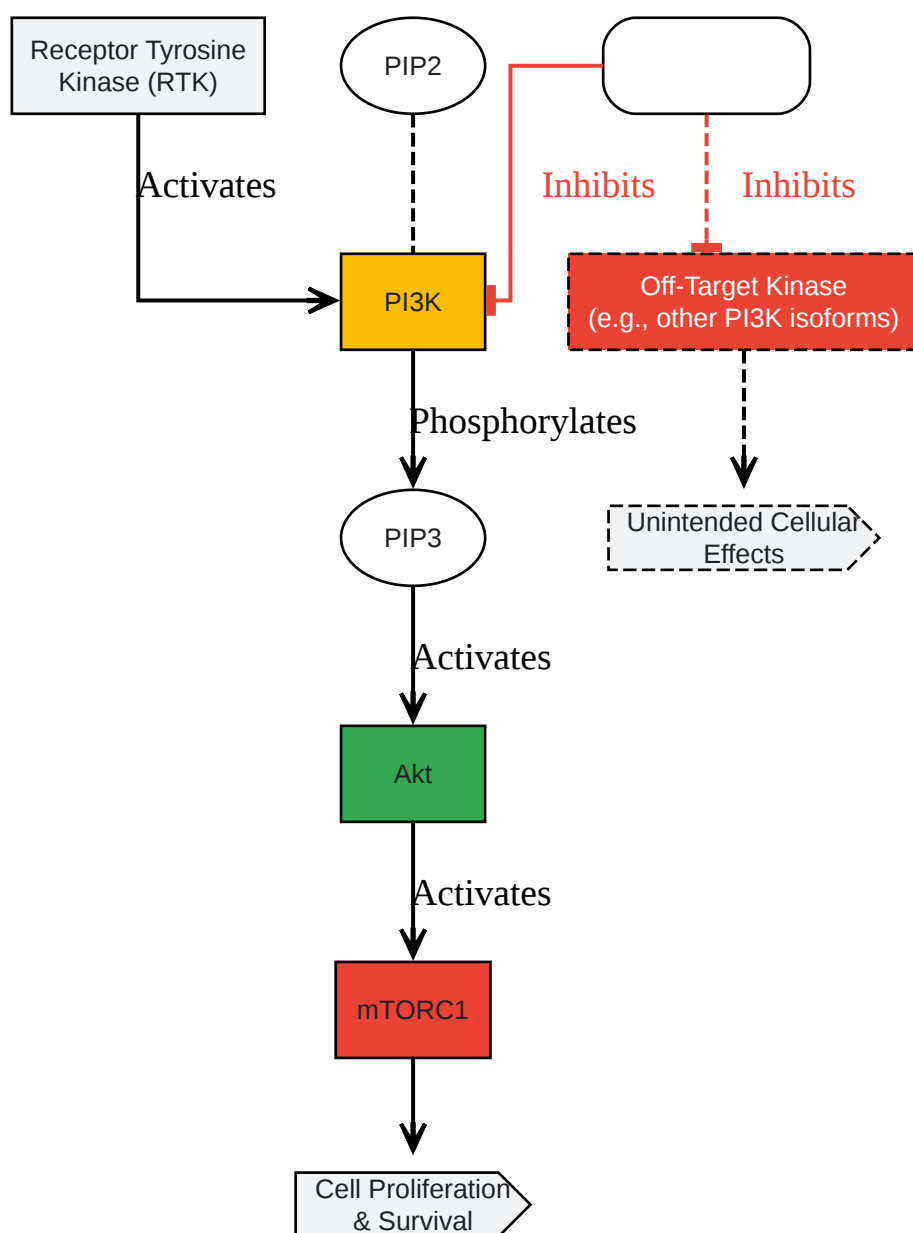 Receptor Tyrosine
Kinase (RTK)
PIP2
Activates
Inhibits
Inhibits
PI3K
Off-Target Kinase
(e.g., other PI3K isoforms)
Phosphorylates
PIP3
Unintended Cellular
Effects
Activates
Akt
Activates
mTORC1
Cell Proliferation
& Survival